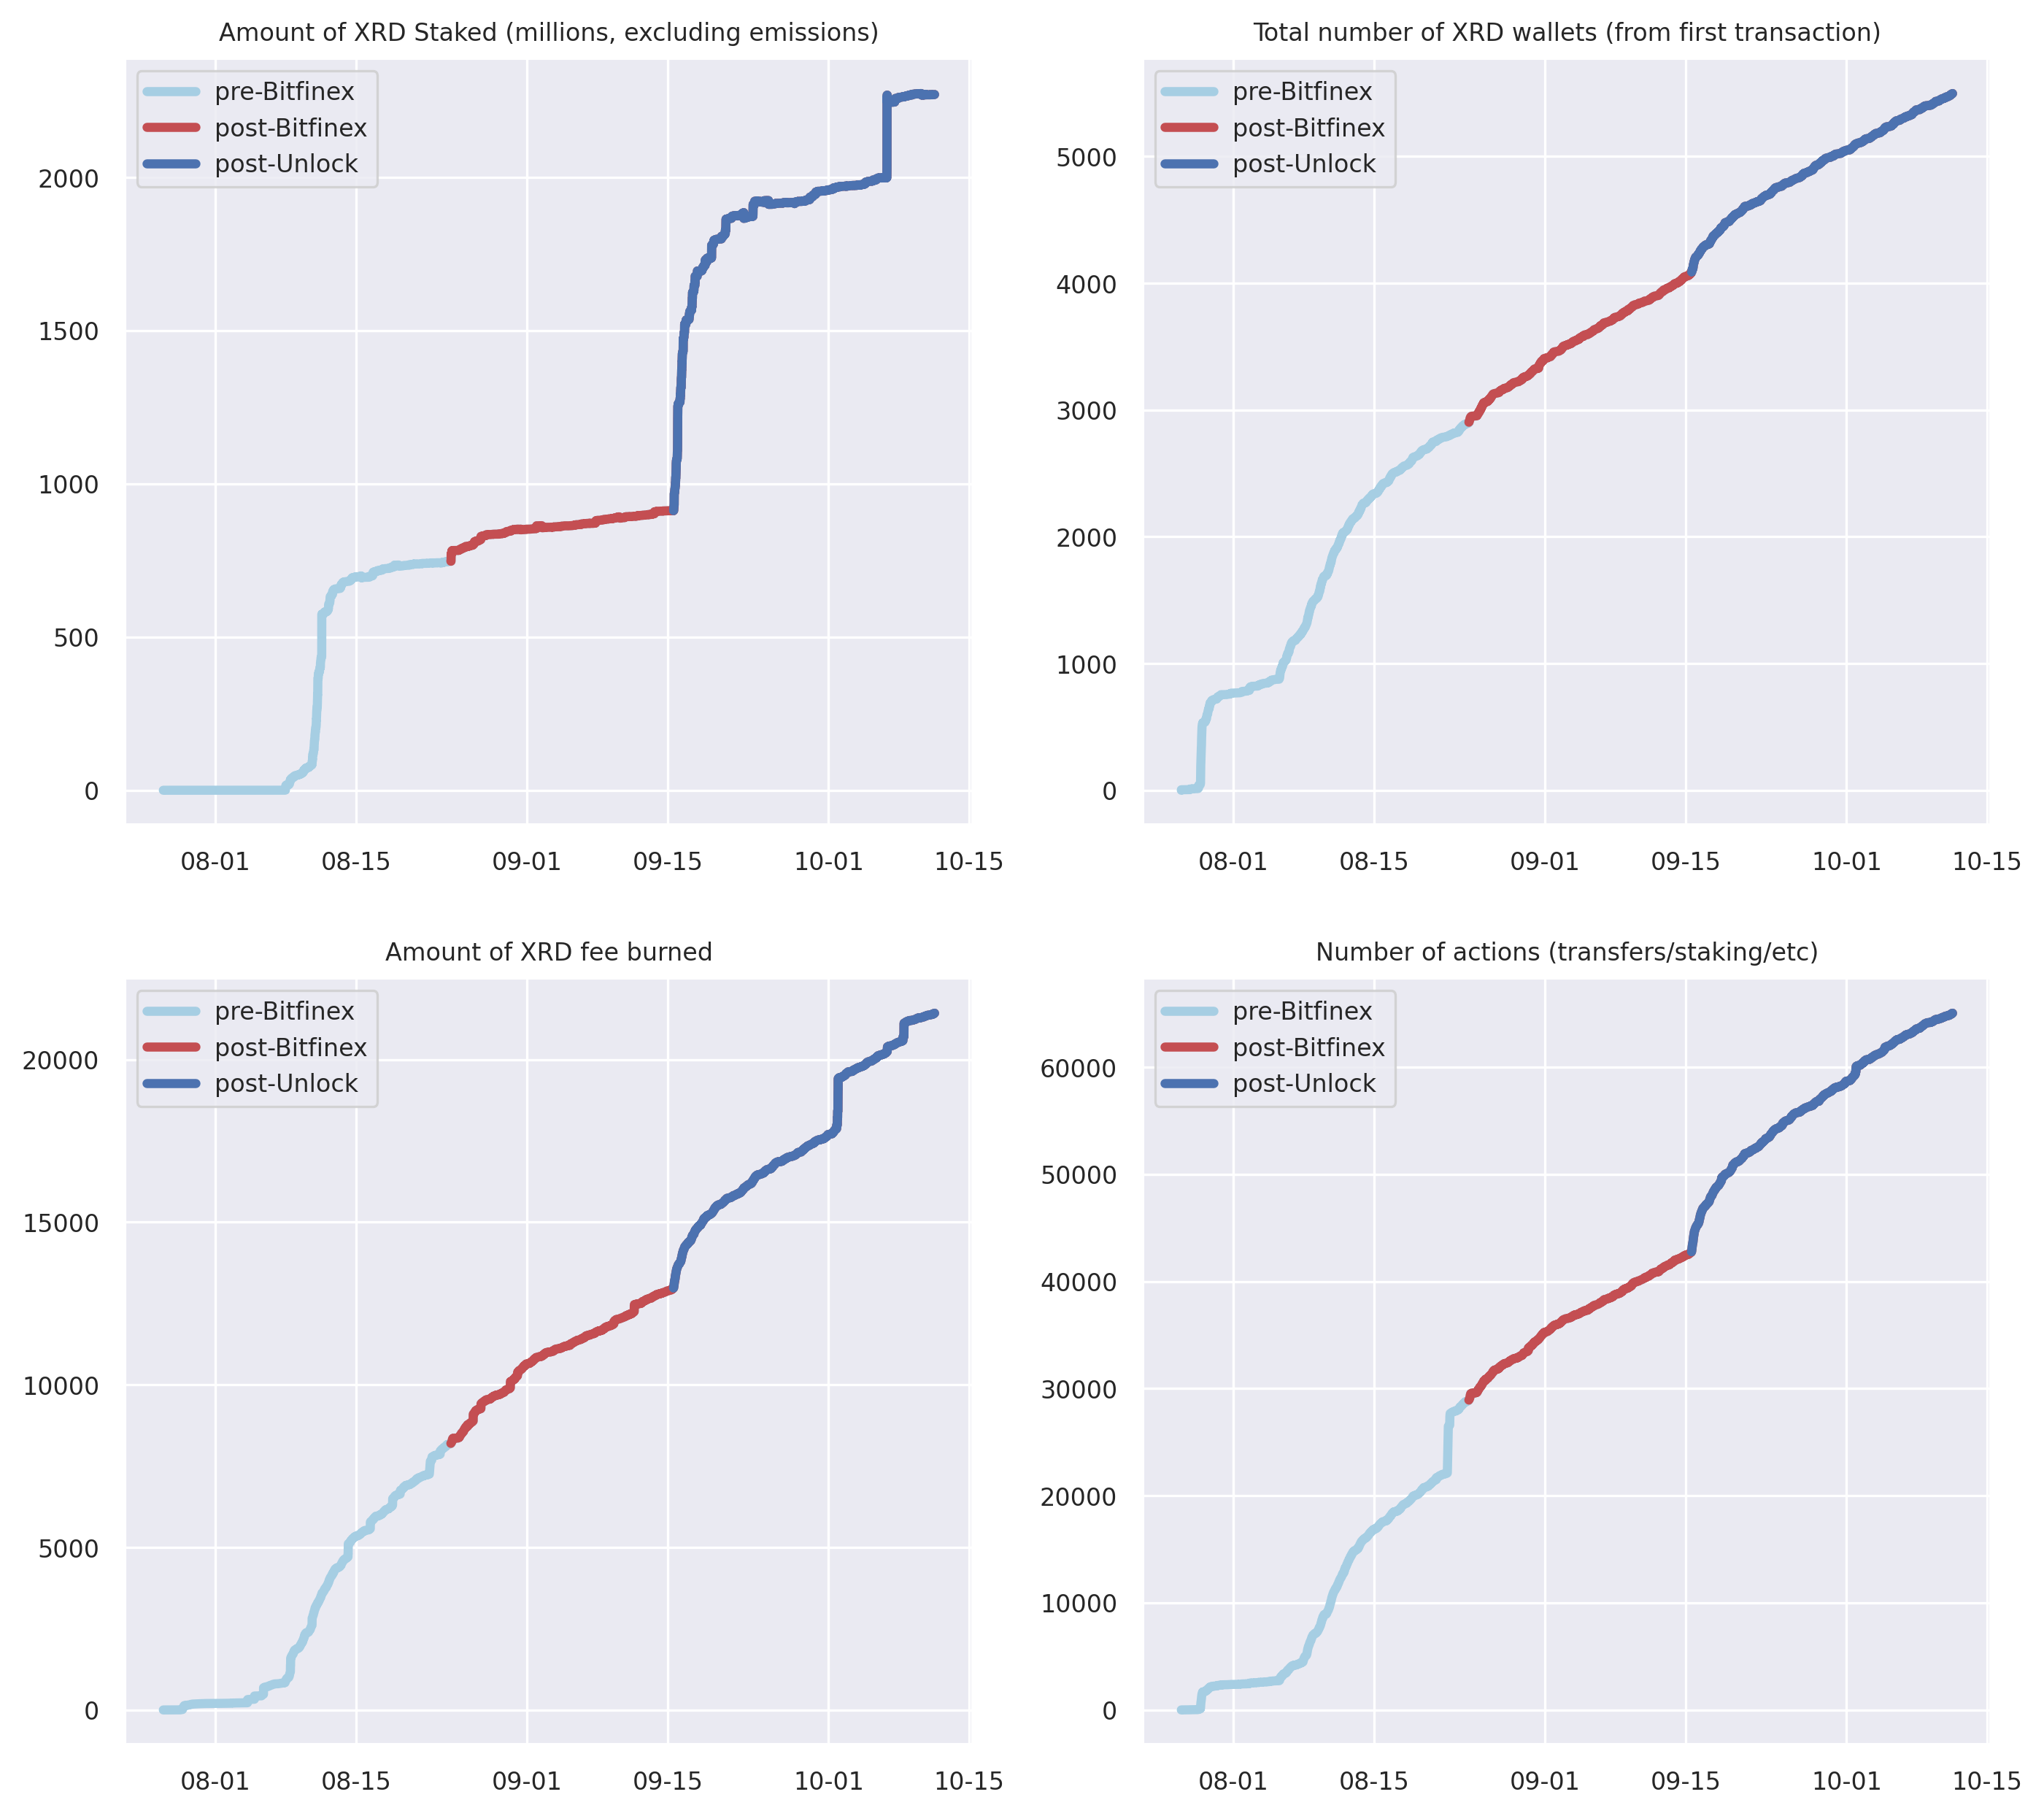 Amount of XRD Staked (millions, excluding emissions)
pre-Bitfinex
post-Bitfinex
post-Unlock
2000
1500
1000
500
0
08-01 08-15 09-01 09-15 10-01 10-15
Total number of XRD wallets (from first transaction)
pre-Bitfinex
post-Bitfinex
post-Unlock
5000
4000
3000
2000
1000
0
08-01 08-15 09-01 09-15 10-01 10-15
Amount of XRD fee burned
pre-Bitfinex
post-Bitfinex
post-Unlock
20000
15000
10000
5000
0
08-01 08-15 09-01 09-15 10-01 10-15
Number of actions (transfers/staking/etc)
pre-Bitfinex
post-Bitfinex
post-Unlock
60000
50000
40000
30000
20000
10000
0
08-01 08-15 09-01 09-15 10-01 10-15